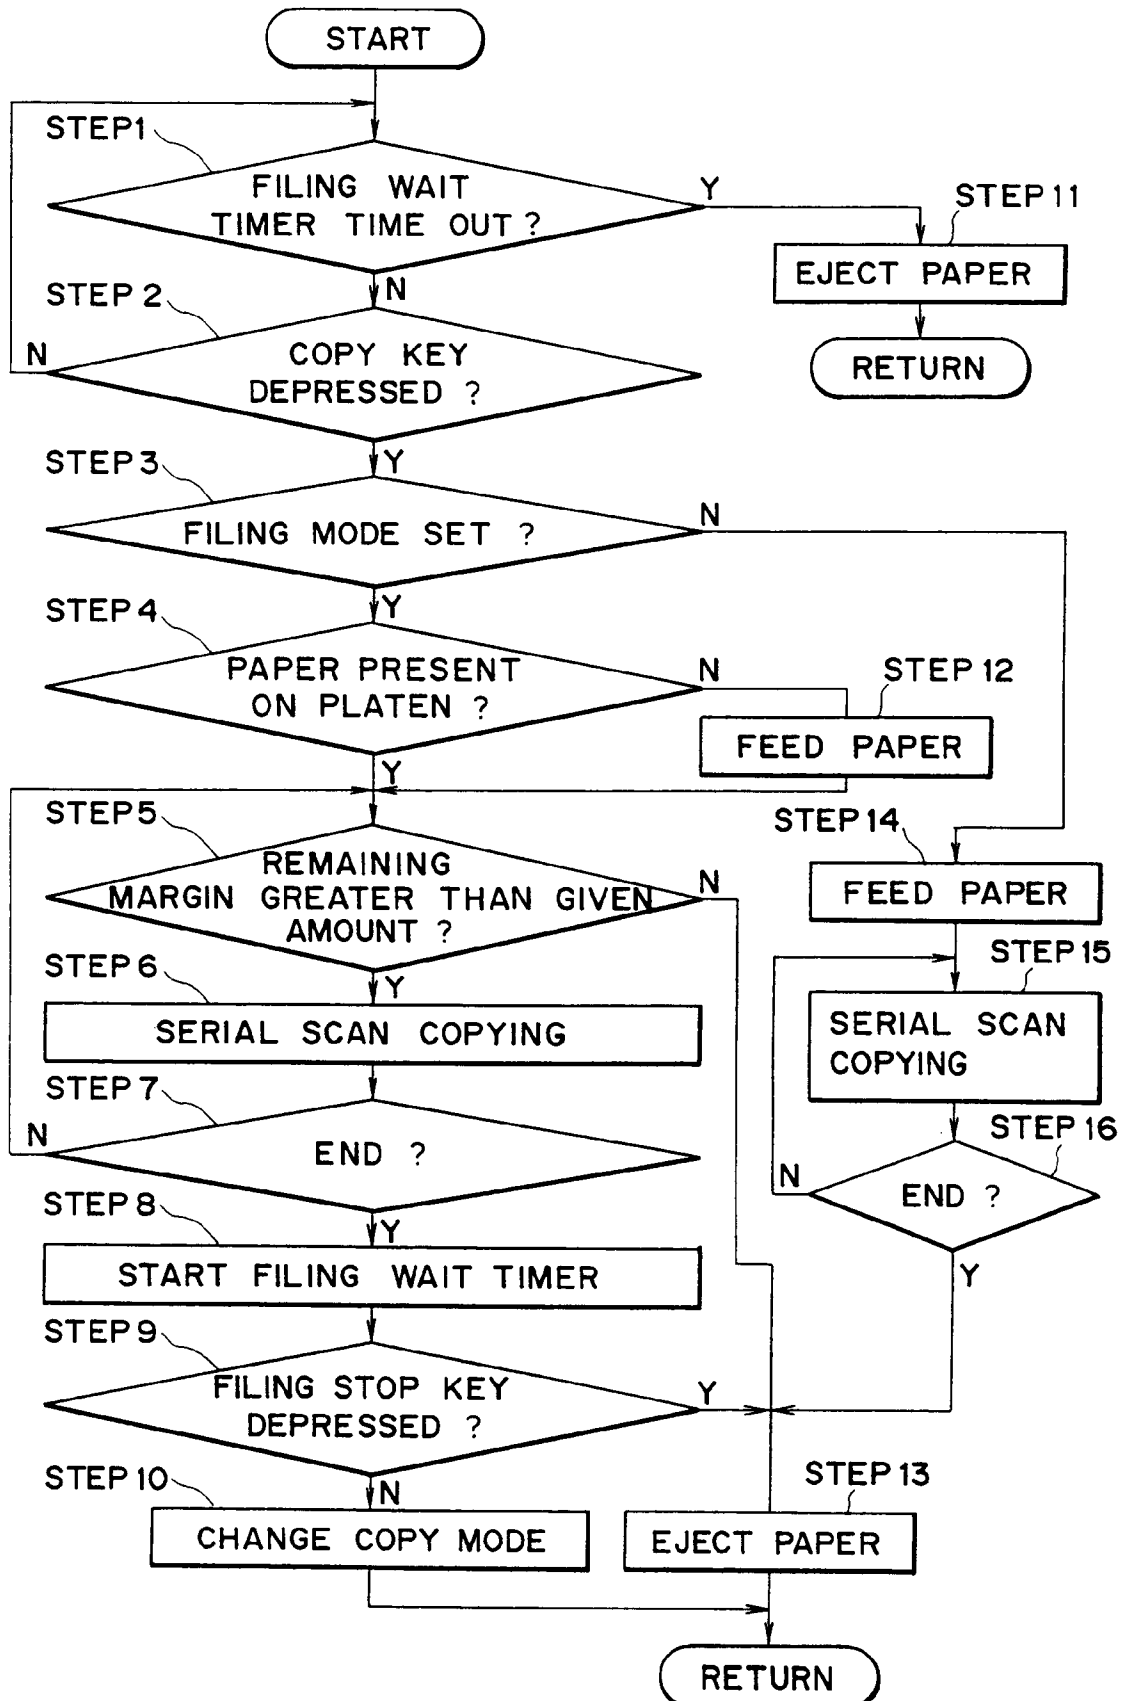 START
STEP1
FILING WAIT
TIMER TIME OUT ?
Y
STEP 11
EJECT PAPER
RETURN
N
STEP 2
N
COPY KEY
DEPRESSED ?
Y
STEP 3
FILING MODE SET ?
N
Y
STEP 4
PAPER PRESENT
ON PLATEN ?
N
STEP 12
FEED PAPER
Y
STEP 5
REMAINING
MARGIN GREATER THAN GIVEN
AMOUNT ?
N
STEP 14
FEED PAPER
Y
STEP 6
SERIAL SCAN COPYING
STEP 15
SERIAL SCAN
COPYING
STEP 7
N
END ?
STEP 16
N
END ?
Y
Y
STEP 8
START FILING WAIT TIMER
STEP 9
FILING STOP KEY
DEPRESSED ?
Y
N
STEP 10
CHANGE COPY MODE
STEP 13
EJECT PAPER
RETURN